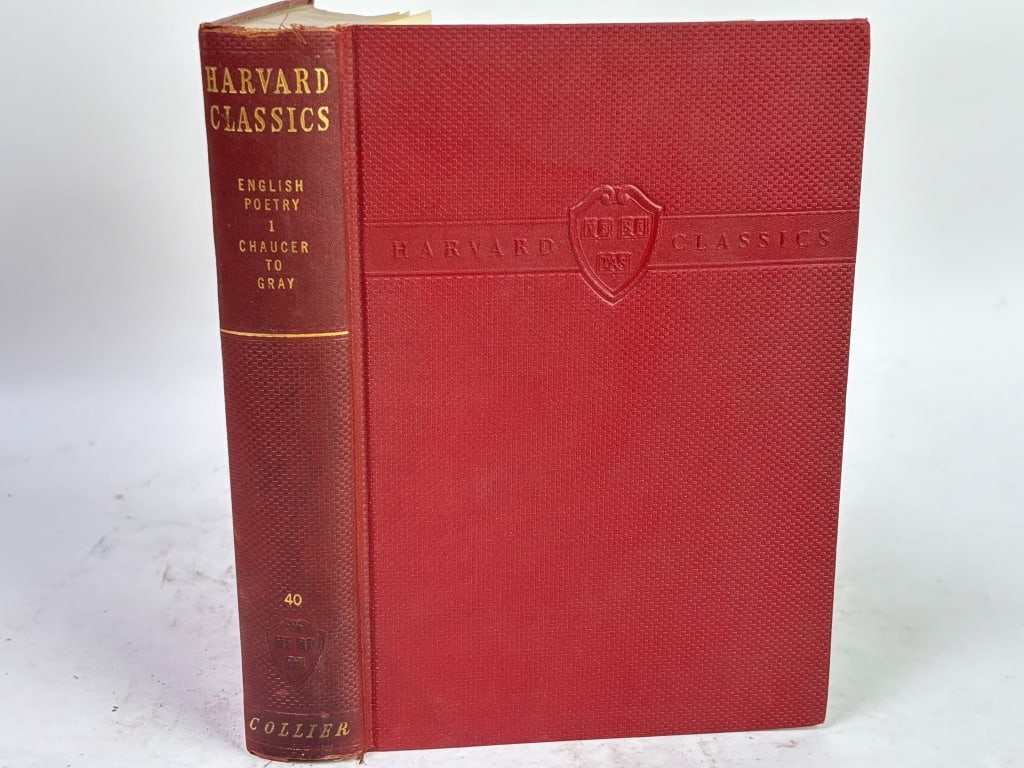 HARVARD
CLASSICS
ENGLISH
POETRY
1
CHAUCER
TO
GRAY
40
COLLIER
HARVARD CLASSICS